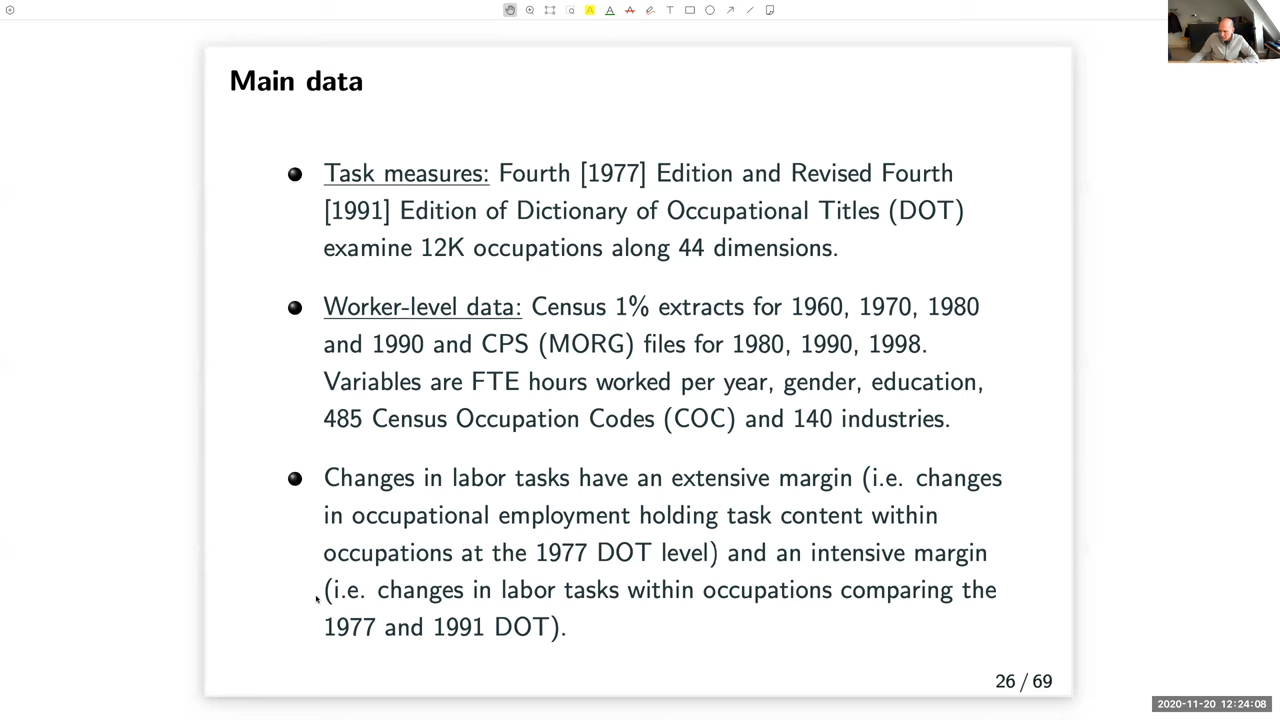 Main data
Task measures: Fourth [1977] Edition and Revised Fourth
[1991] Edition of Dictionary of Occupational Titles (DOT)
examine 12K occupations along 44 dimensions.
Worker-level data: Census 1% extracts for 1960, 1970, 1980
and 1990 and CPS (MORG) files for 1980, 1990, 1998.
Variables are FTE hours worked per year, gender, education,
485 Census Occupation Codes (COC) and 140 industries.
Changes in labor tasks have an extensive margin (i.e. changes
in occupational employment holding task content within
occupations at the 1977 DOT level) and an intensive margin
(i.e. changes in labor tasks within occupations comparing the
1977 and 1991 DOT).
26 / 69
2020-11-20 12:24:08